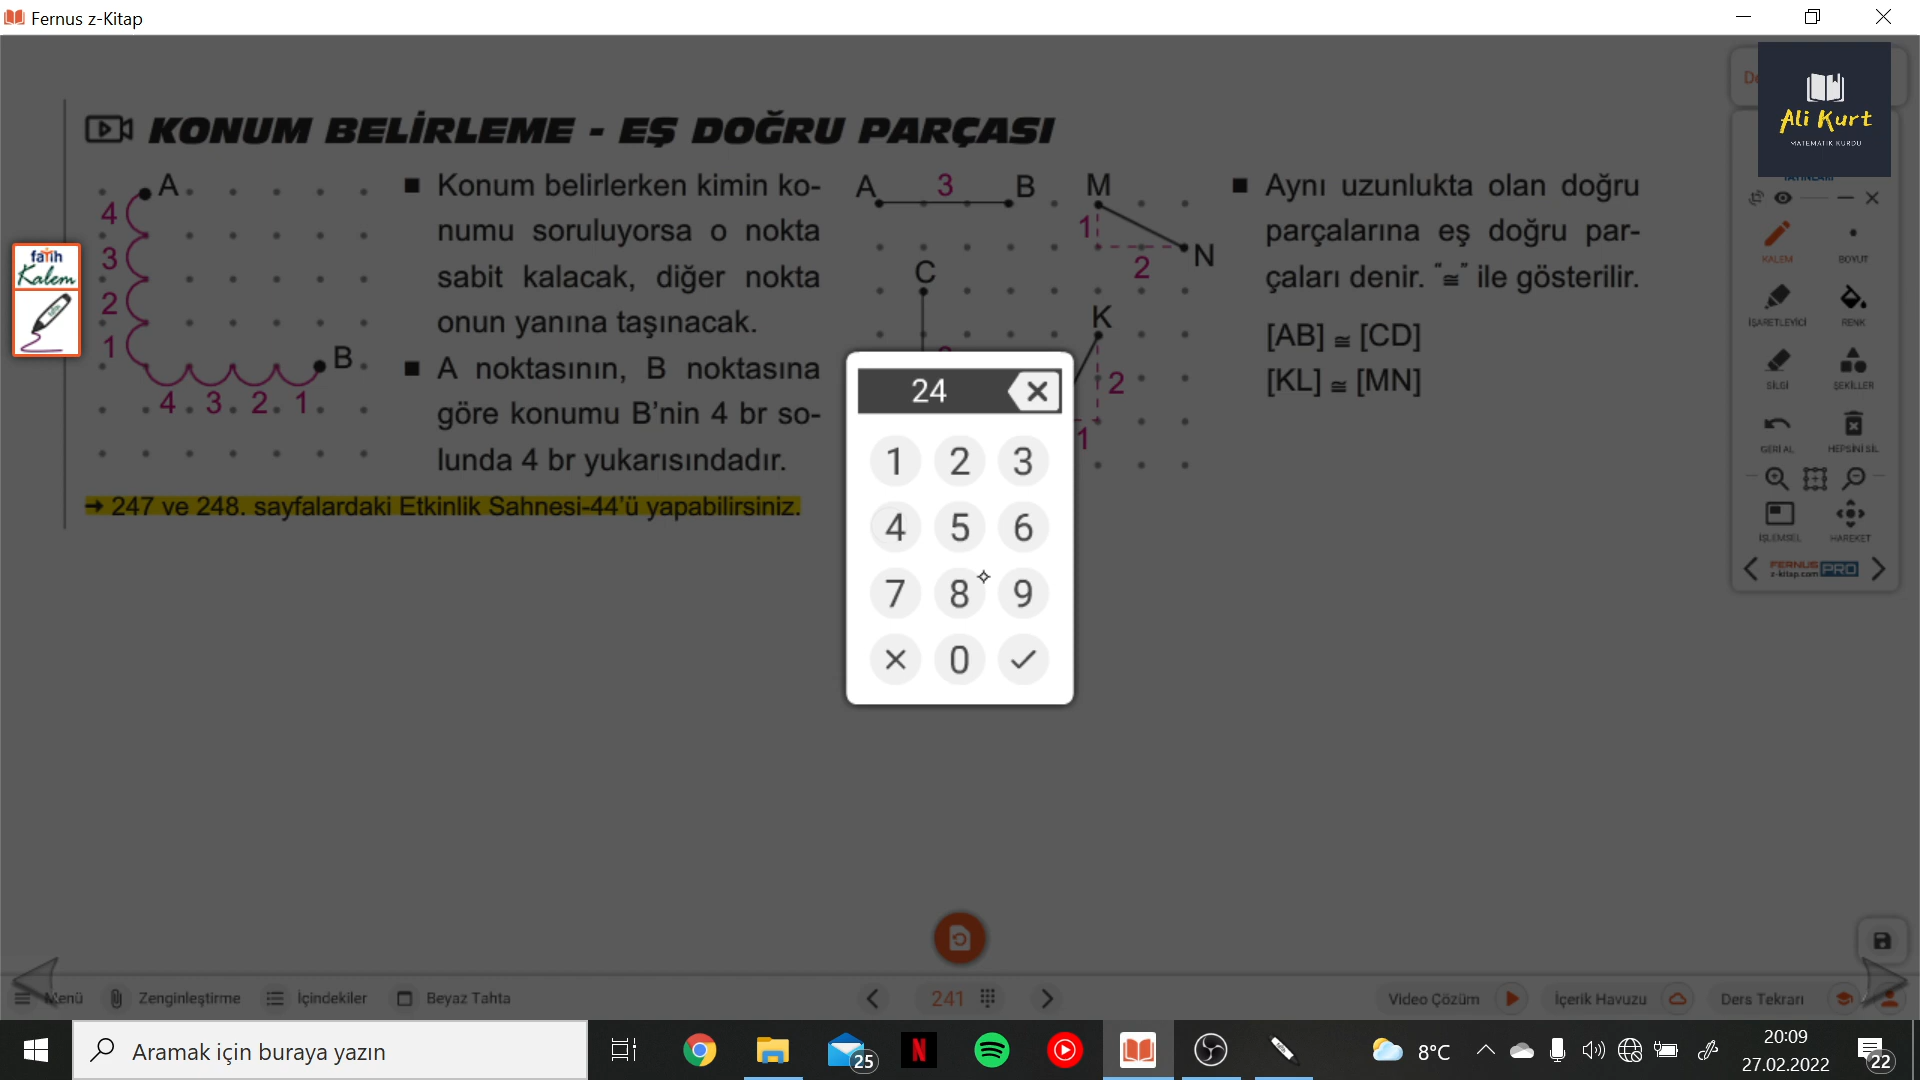 Fernus z-Kitap
KONUM BELİRLEME - EŞ DOĞRU PARÇASI
A
4
3
2
1
B
4 3 2 1
■ Konum belirlerken kimin ko-
numu soruluyorsa o nokta
sabit kalacak, diğer nokta
onun yanına taşınacak.
■ A noktasının, B noktasına
göre konumu B'nin 4 br so-
lunda 4 br yukarısındadır.
→ 247 ve 248. sayfalardaki Etkinlik Sahnesi-44'ü yapabilirsiniz.
A 3 B
M
1
2
N
C
K
2
1
■ Aynı uzunlukta olan doğru
parçalarına eş doğru par-
çaları denir. “≅” ile gösterilir.
[AB] ≅ [CD]
[KL] ≅ [MN]
24
1 2 3
4 5 6
7 8 9
0
fatih
Kalem
Ali Kurt
MATEMATİK KURDU
KALEM BOYUT
İŞARETLEYİCİ RENK
SİLGİ ŞEKİLLER
GERİ AL HEPSİNİ SİL
İŞLEMSEL HAREKET
FERNUS
z-kitap.com PRO
Menü Zenginleştirme İçindekiler Beyaz Tahta
241
Video Çözüm İçerik Havuzu Ders Tekrarı
Aramak için buraya yazın
25
N
8°C
20:09
27.02.2022
22